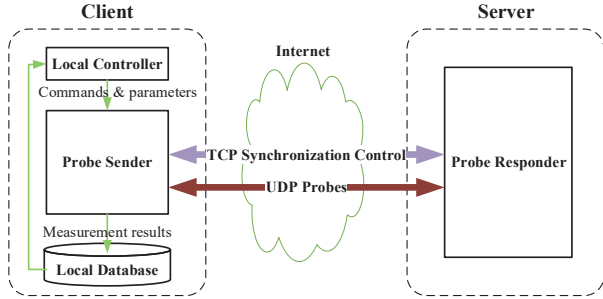 Client
Server
Internet
Local Controller
Commands & parameters
TCP Synchronization Control
Probe Sender
Probe Responder
UDP Probes
Measurement results
Local Database